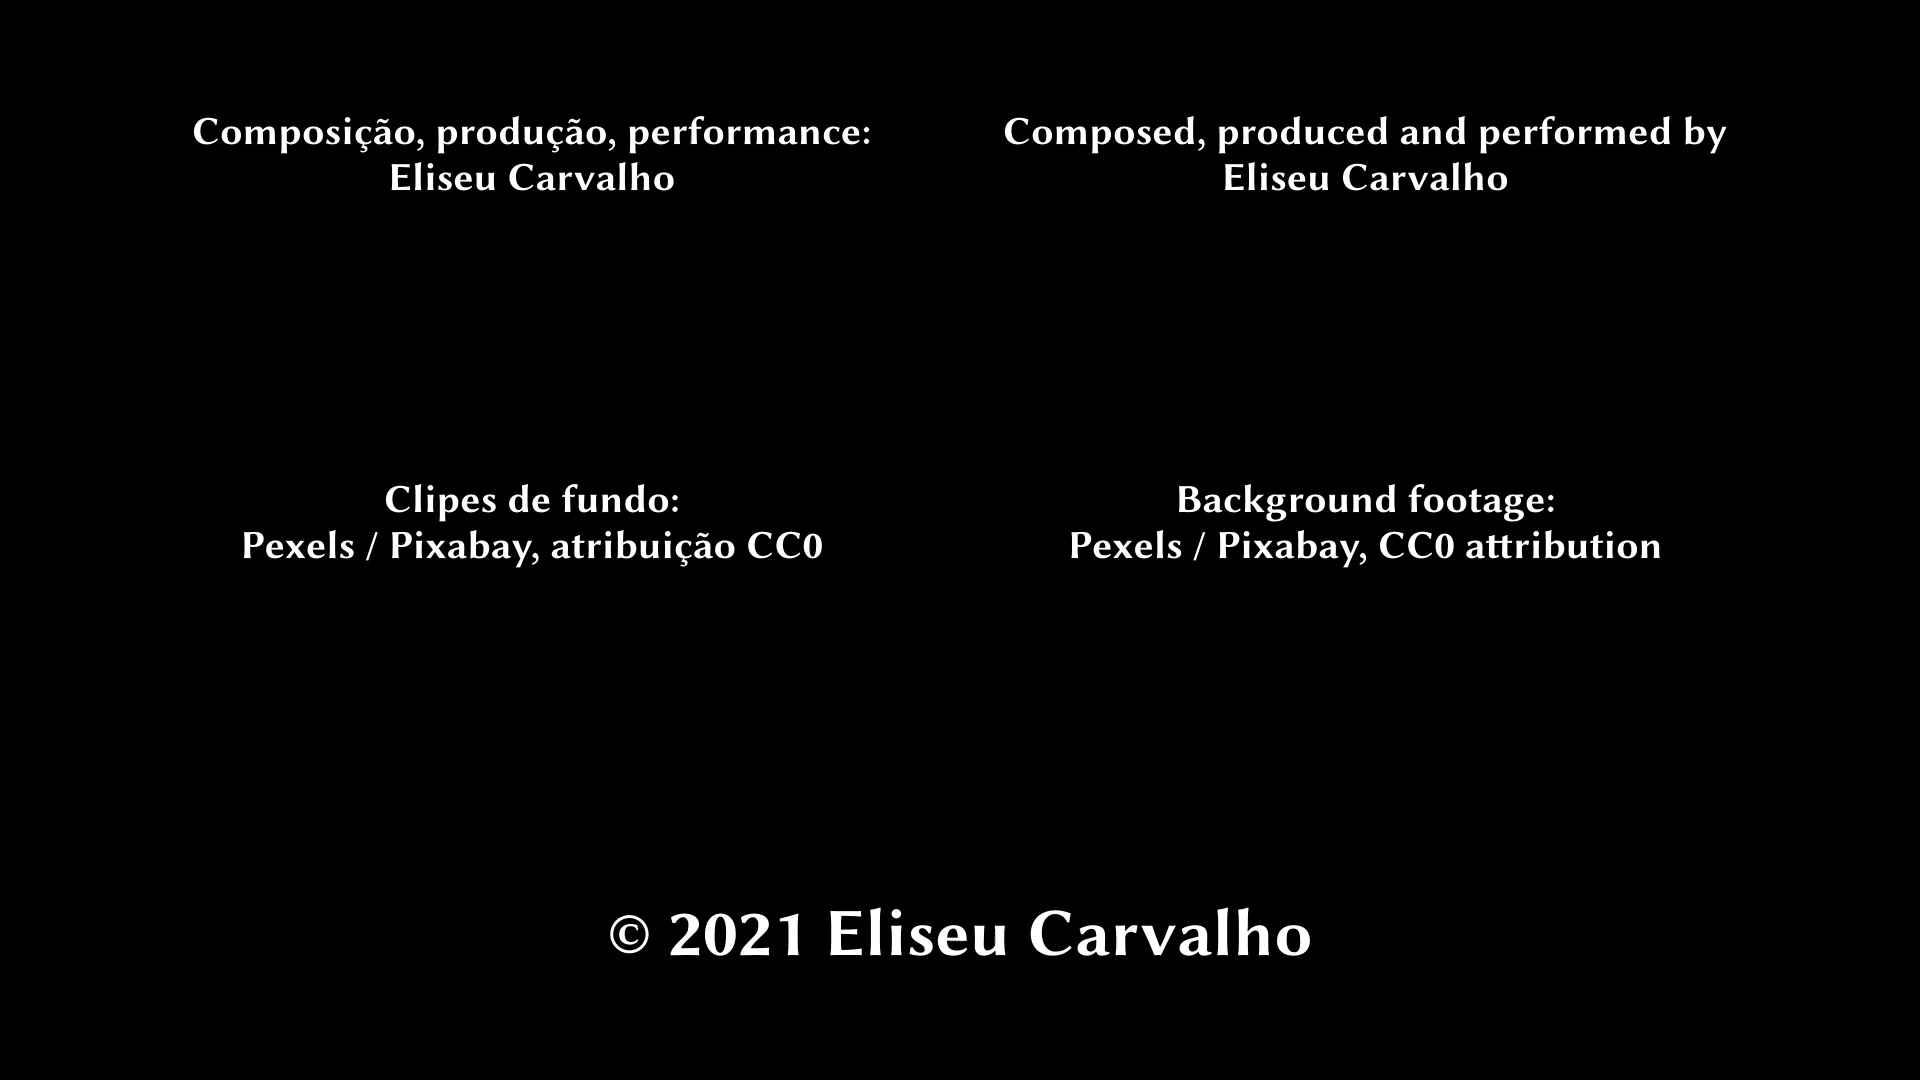 Composição, produção, performance:
Eliseu Carvalho
Composed, produced and performed by
Eliseu Carvalho
Clipes de fundo:
Pexels / Pixabay, atribuição CC0
Background footage:
Pexels / Pixabay, CC0 attribution
© 2021 Eliseu Carvalho